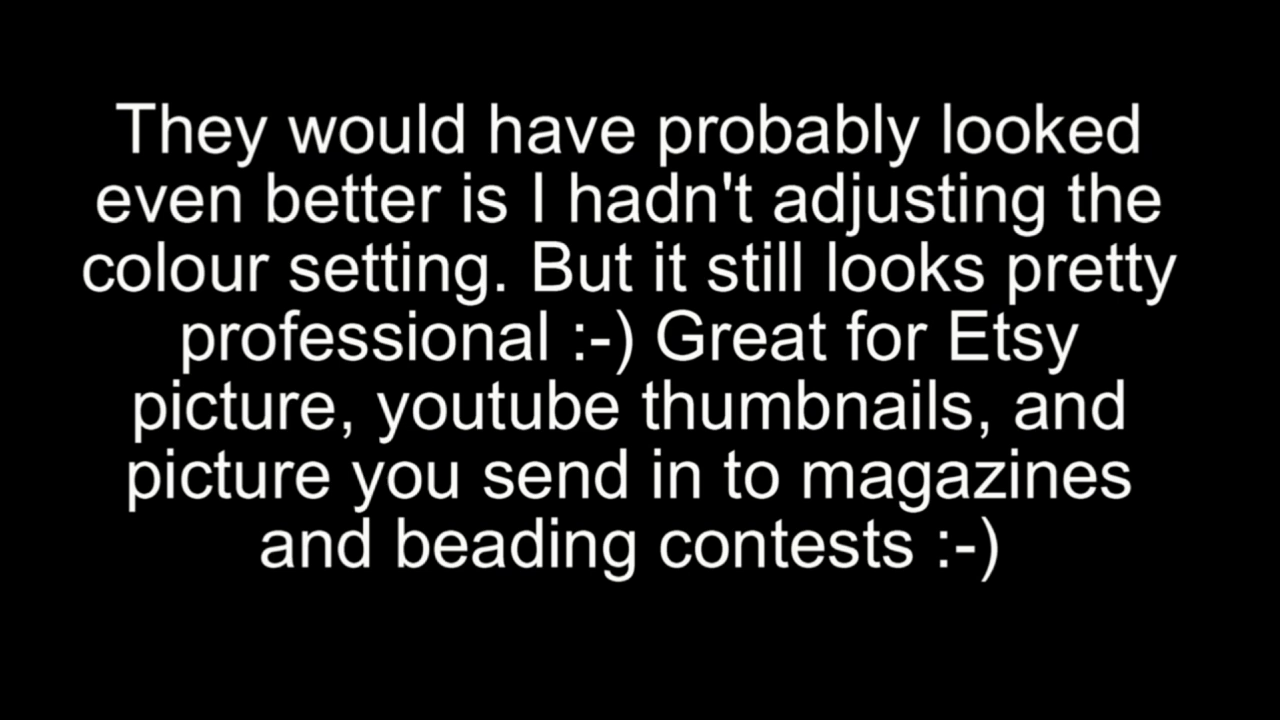 They would have probably looked
even better is I hadn't adjusting the
colour setting. But it still looks pretty
professional :-) Great for Etsy
picture, youtube thumbnails, and
picture you send in to magazines
and beading contests :-)